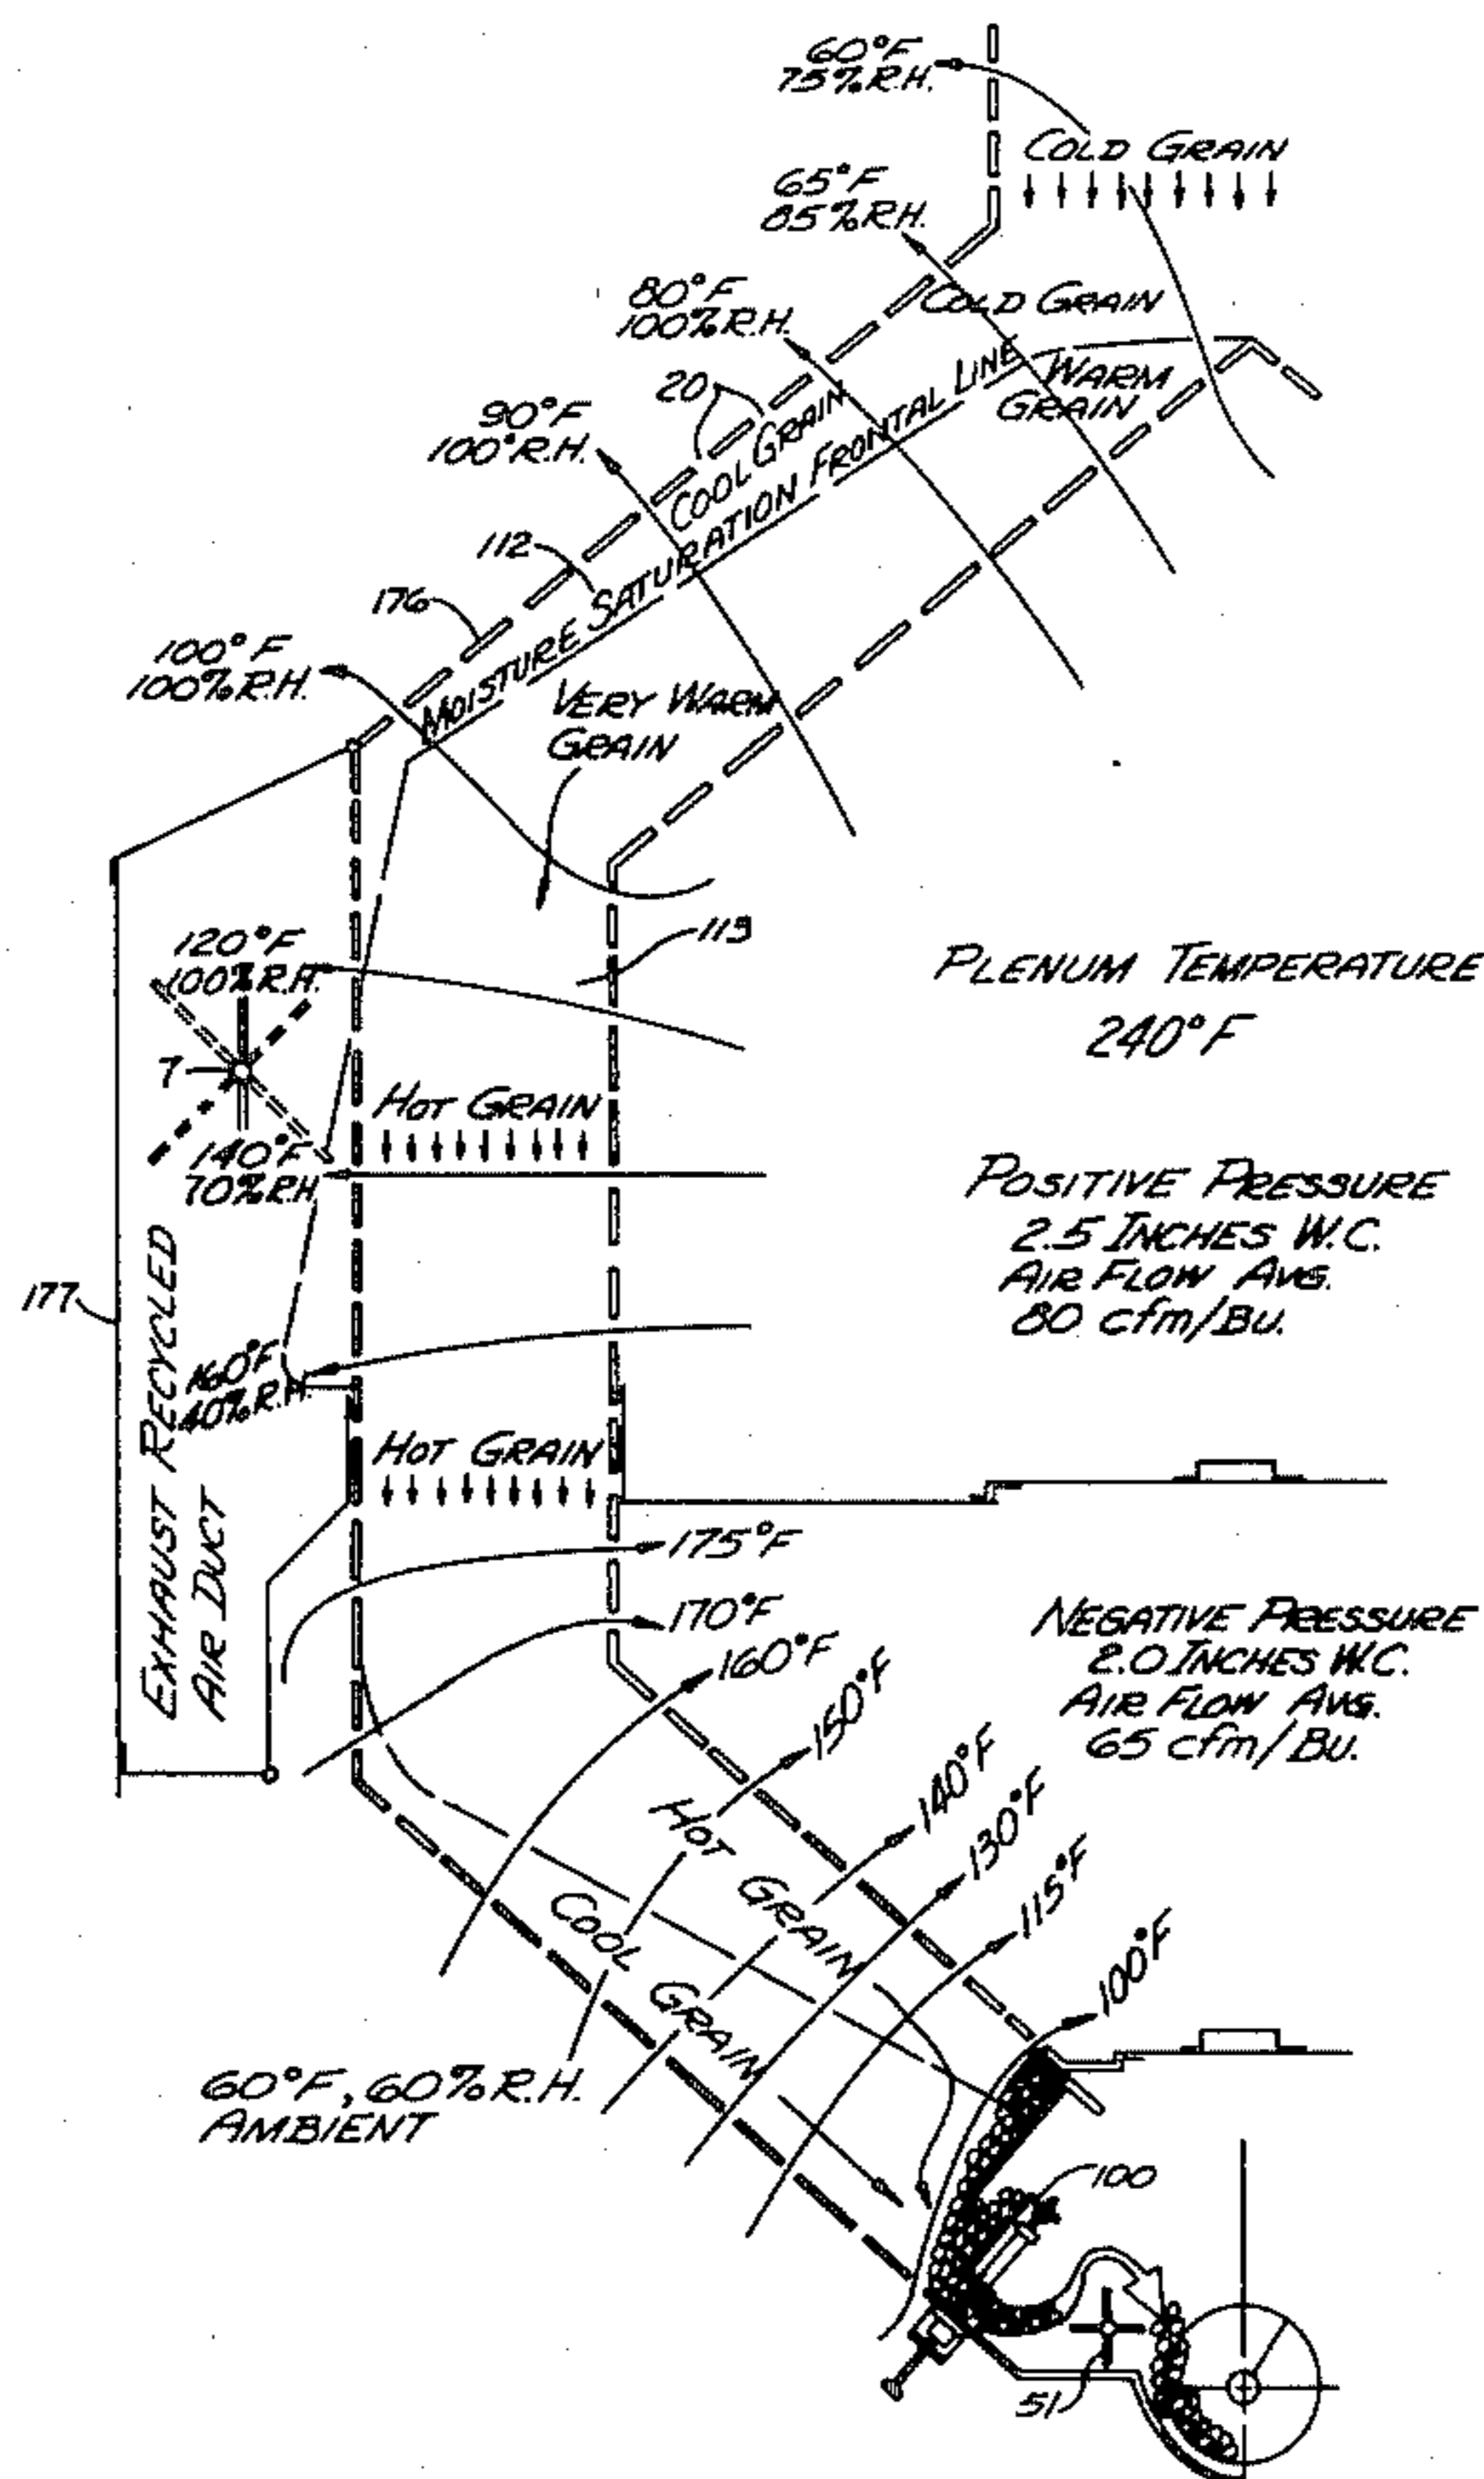 60°F
75% R.H.
COLD GRAIN
65°F
85% R.H.
COLD GRAIN
80°F
100% R.H.
WARM
GRAIN
20
COOL GRAIN
90°F
100° R.H.
MOISTURE SATURATION FRONTAL LINE
112
176
100°F
100% R.H.
VERY WARM
GRAIN
113
120°F
100% R.H.
PLENUM TEMPERATURE
240°F
7
HOT GRAIN
140°F
70% R.H
POSITIVE PRESSURE
2.5 INCHES W.C.
AIR FLOW AVG.
80 cfm/BU.
177
160°F
40% R.H.
EXHAUST RECYCLED
AIR DUCT
HOT GRAIN
175°F
170°F
160°F
150°F
140°F
130°F
115°F
100°F
NEGATIVE PRESSURE
2.0 INCHES W.C.
AIR FLOW AVG.
65 cfm/BU.
HOT GRAIN
COOL GRAIN
60°F, 60% R.H.
AMBIENT
100
51